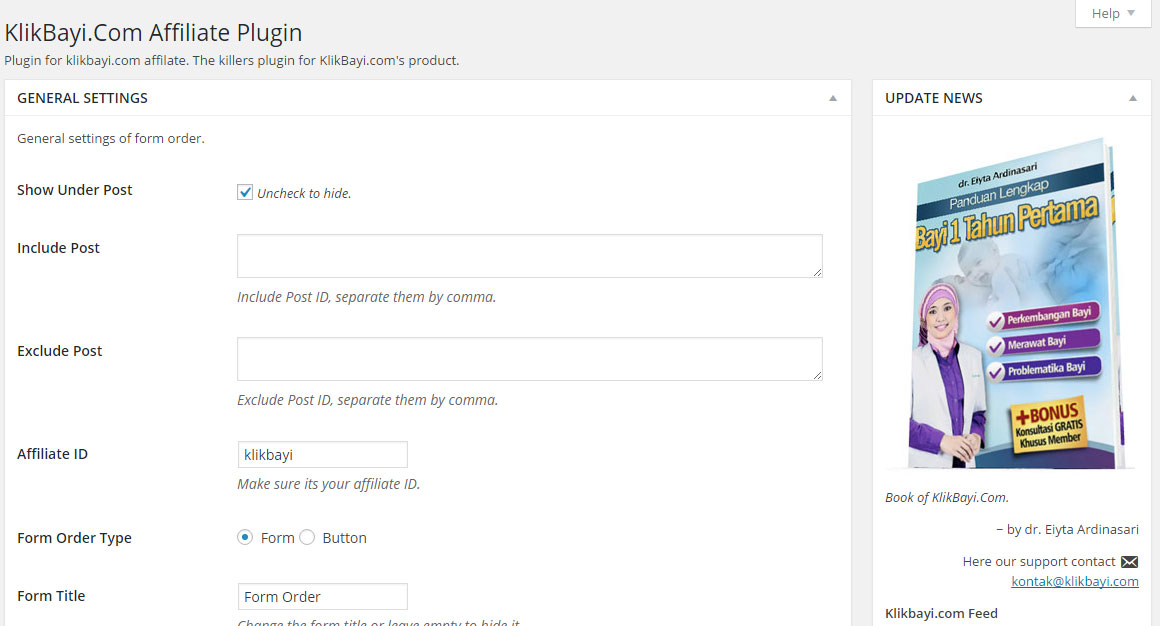 Help
KlikBayi.Com Affiliate Plugin
Plugin for klikbayi.com affilate. The killers plugin for KlikBayi.com's product.
GENERAL SETTINGS
General settings of form order.
Show Under Post
Uncheck to hide.
Include Post
Include Post ID, separate them by comma.
Exclude Post
Exclude Post ID, separate them by comma.
Affiliate ID
klikbayi
Make sure its your affiliate ID.
Form Order Type
Form Button
Form Title
Form Order
Change the form title or leave empty to hide it
UPDATE NEWS
dr. Eiyta Ardinasari
Panduan Lengkap
Bayi 1 Tahun Pertama
Perkembangan Bayi
Merawat Bayi
Problematika Bayi
+BONUS
Konsultasi GRATIS
Khusus Member
Book of KlikBayi.Com.
~ by dr. Eiyta Ardinasari
Here our support contact
kontak@klikbayi.com
Klikbayi.com Feed